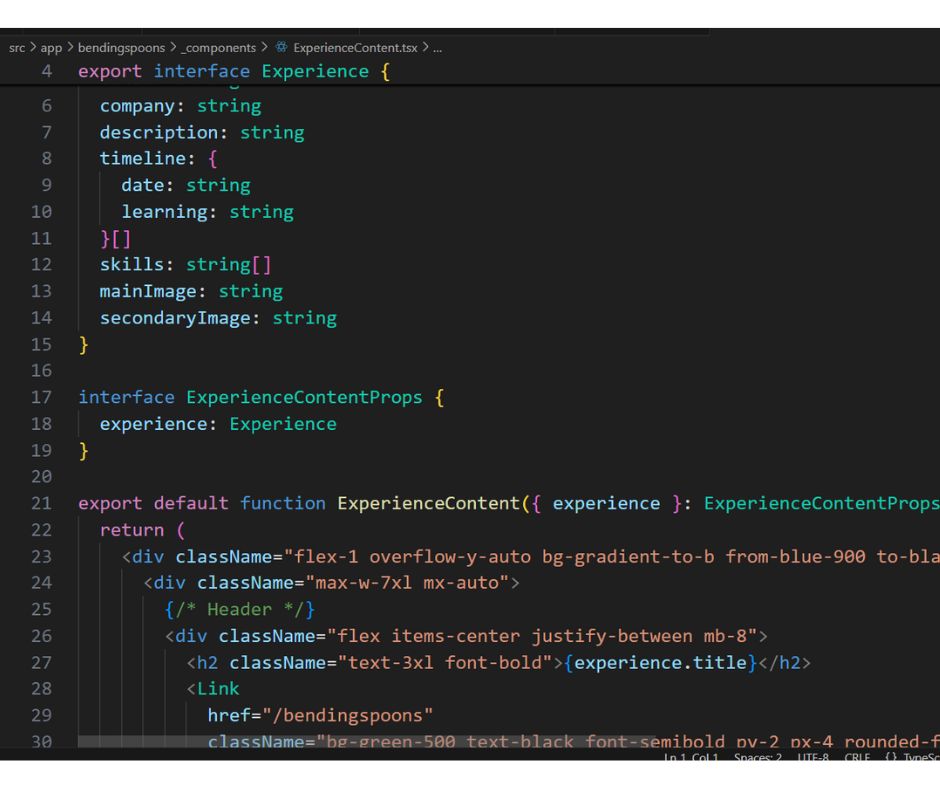 src > app > bendingspoons > _components > ExperienceContent.tsx > ...
4 export interface Experience {
6 company: string
7 description: string
8 timeline: {
9 date: string
10 learning: string
11 }[]
12 skills: string[]
13 mainImage: string
14 secondaryImage: string
15 }
16
17 interface ExperienceContentProps {
18 experience: Experience
19 }
20
21 export default function ExperienceContent({ experience }: ExperienceContentProps
22 return (
23 <div className="flex-1 overflow-y-auto bg-gradient-to-b from-blue-900 to-bla
24 <div className="max-w-7xl mx-auto">
25 {/* Header */}
26 <div className="flex items-center justify-between mb-8">
27 <h2 className="text-3xl font-bold">{experience.title}</h2>
28 <Link
29 href="/bendingspoons"
30 className="bg-green-500 text-black font-semibold py-2 px-4 rounded-f
Ln 1, Col 1 Spaces: 2 UTF-8 CRLF {} TypeSc